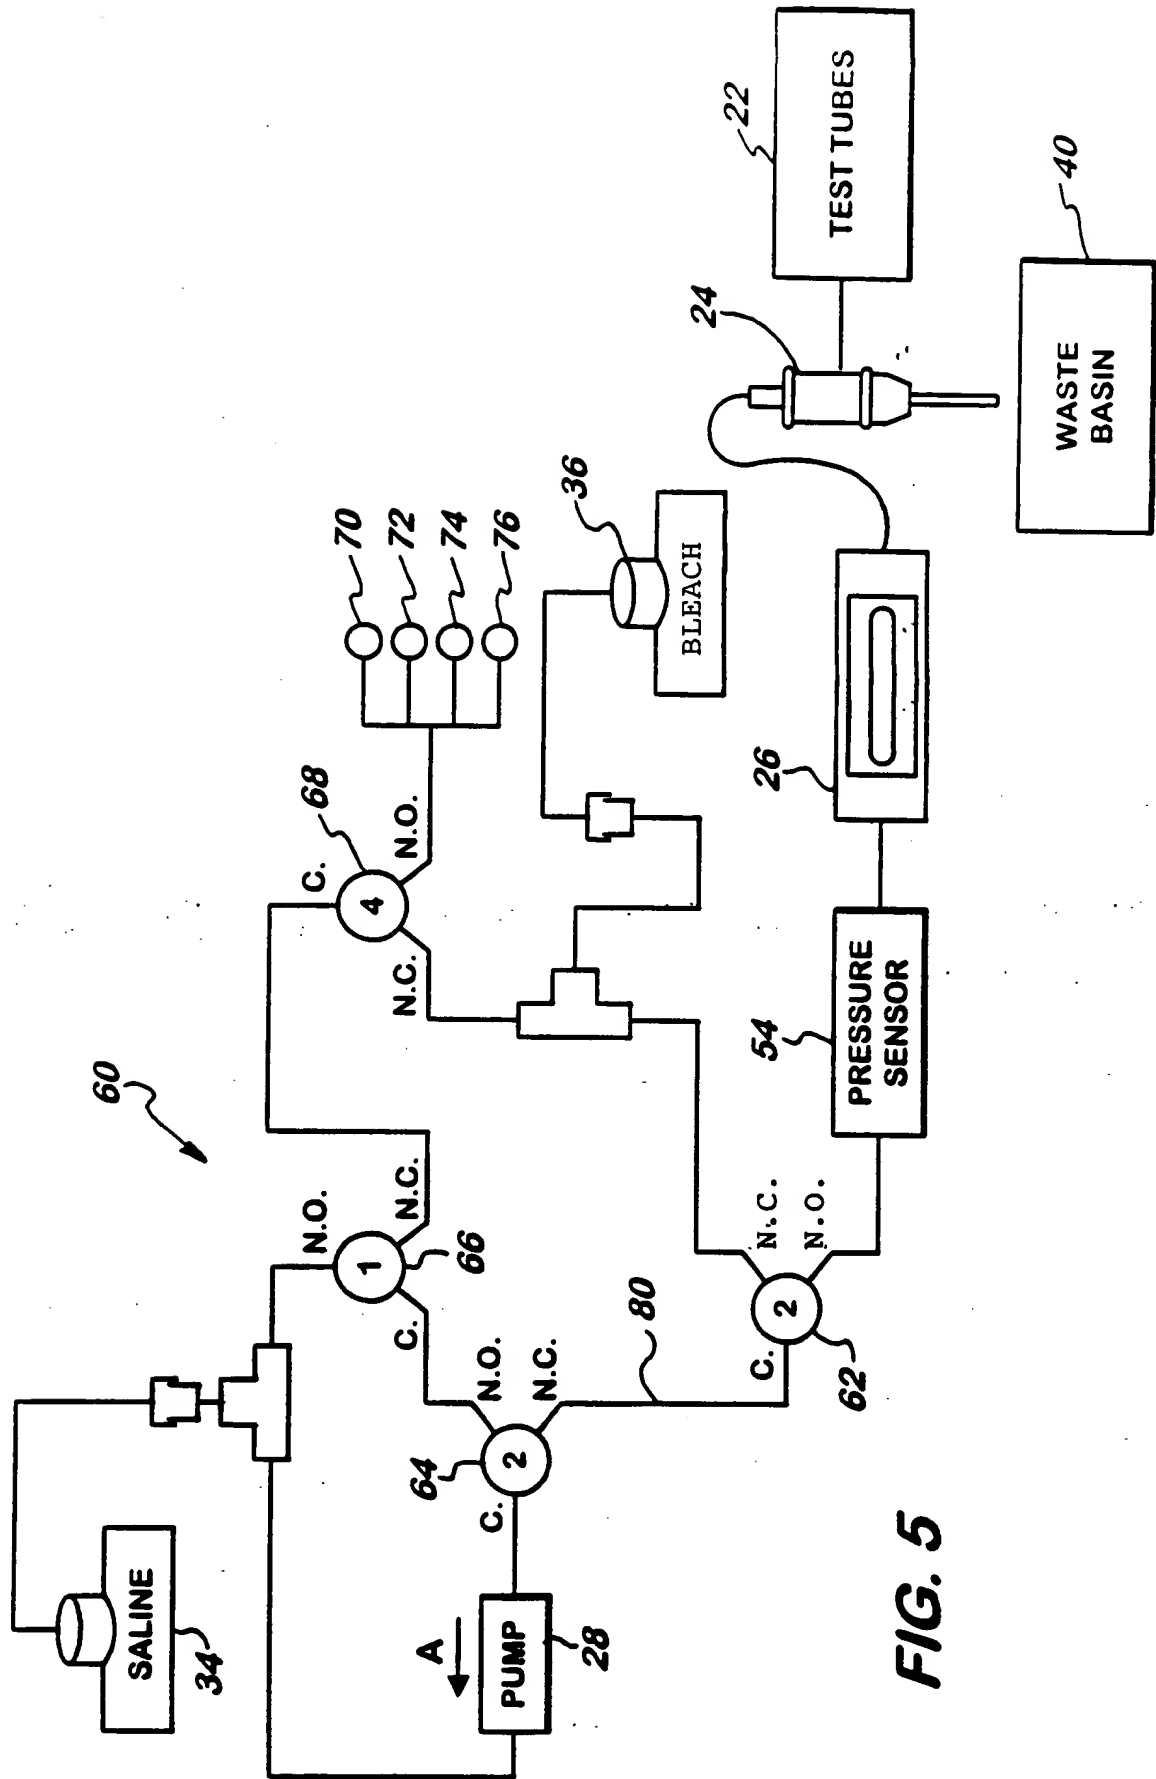 60
SALINE
34
N.O.
1
N.C.
C.
66
C.
4
68
N.C.
N.O.
70
72
74
76
A
PUMP
28
C.
2
64
N.O.
N.C.
80
36
BLEACH
C.
2
62
N.C.
N.O.
PRESSURE
SENSOR
54
26
24
TEST TUBES
22
WASTE
BASIN
40
FIG. 5